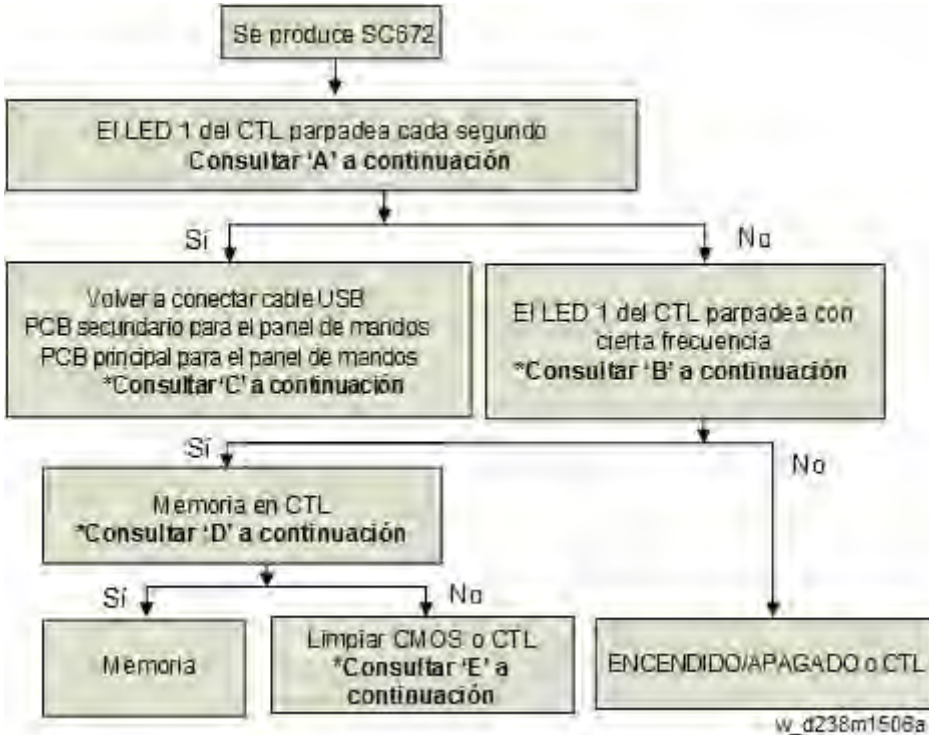 Se produce SC672
El LED 1 del CTL parpadea cada segundo
Consultar 'A' a continuación
Sí
No
Volver a conectar cable USB
PCB secundario para el panel de mandos
PCB principal para el panel de mandos
*Consultar 'C' a continuación
El LED 1 del CTL parpadea con
cierta frecuencia
*Consultar 'B' a continuación
Sí
No
Memoria en CTL
*Consultar 'D' a continuación
Sí
No
Memoria
Limpiar CMOS o CTL
*Consultar 'E' a
continuación
ENCENDIDO/APAGADO o CTL
w_d238m1506a